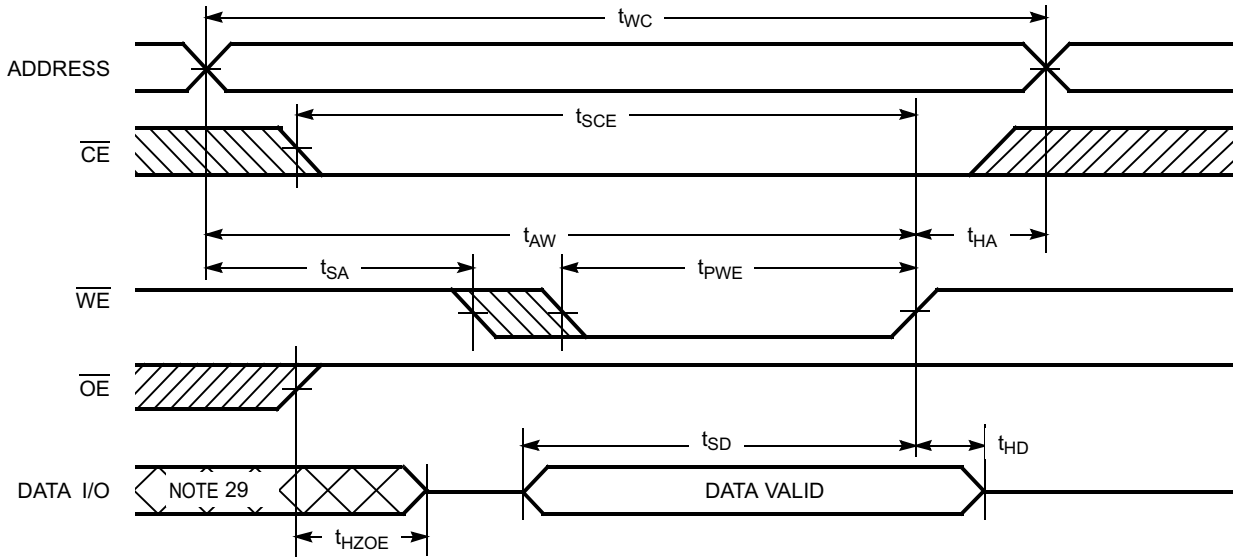 tWC
ADDRESS
tSCE
CE
tAW
tHA
tSA
tPWE
WE
OE
tSD
tHD
DATA I/O
NOTE 29
DATA VALID
tHZOE